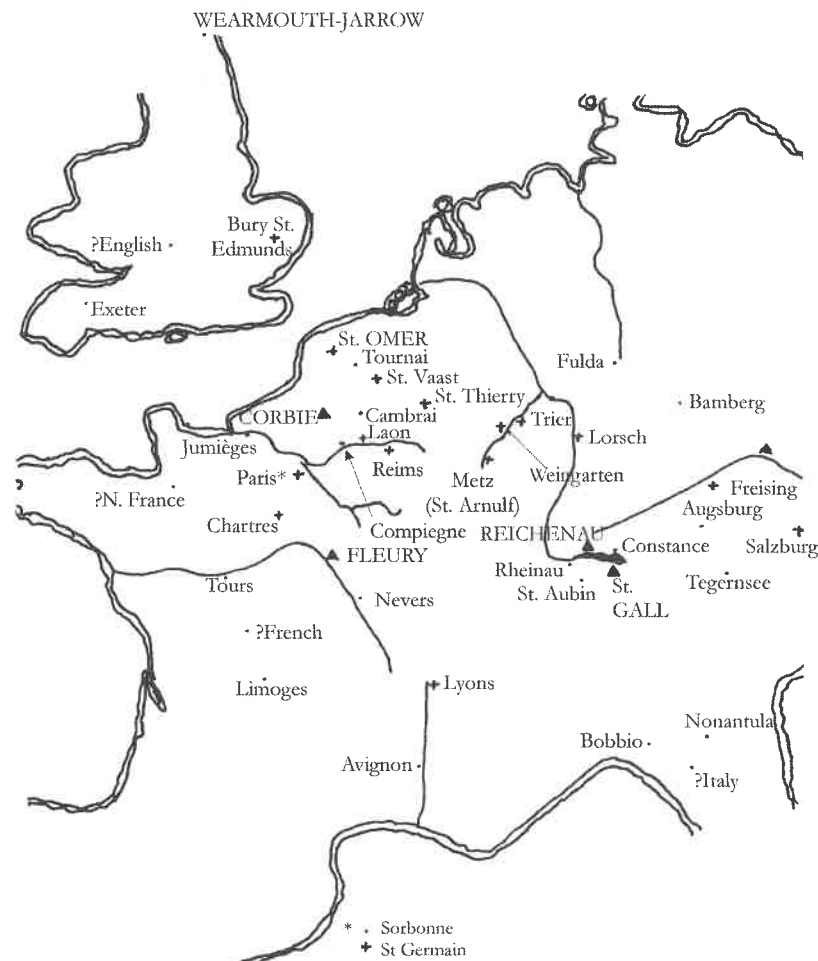 WEARMOUTH-JARROW
Bury St.
Edmunds
?English
Exeter
St. OMER
Tournai
St. Vaast
Fulda
St. Thierry
Bamberg
CORBIE
Cambrai
Trier
Laon
Lorsch
Jumièges
Reims
Paris*
Metz
(St. Arnulf)
Weingarten
?N. France
Freising
Augsburg
Chartres
Compiegne
REICHENAU
Constance
Salzburg
FLEURY
Rheinau
St. Aubin
St.
GALL
Tegernsee
Tours
Nevers
?French
Limoges
Lyons
Nonantula
Bobbio
Avignon
?Italy
* . Sorbonne
+ St Germain